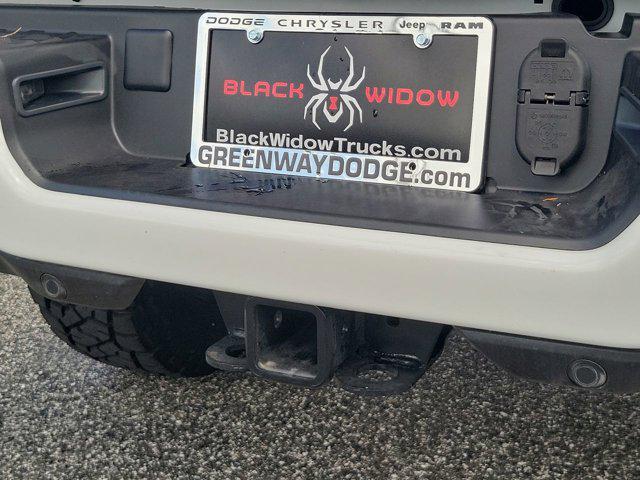 DODGE CHRYSLER Jeep RAM
BLACK WIDOW
BlackWidowTrucks.com
GREENWAYDODGE.com